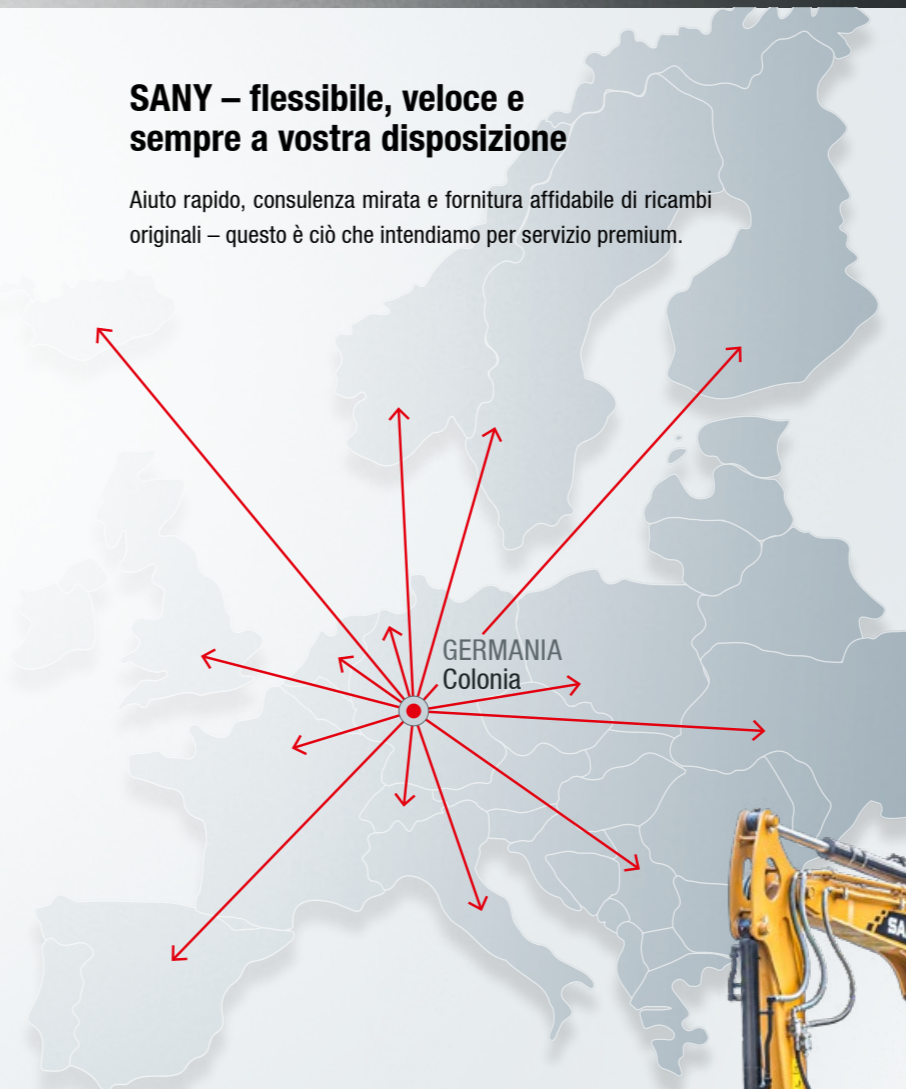 SANY – flessibile, veloce e
sempre a vostra disposizione
Aiuto rapido, consulenza mirata e fornitura affidabile di ricambi
originali – questo è ciò che intendiamo per servizio premium.
GERMANIA
Colonia
SA